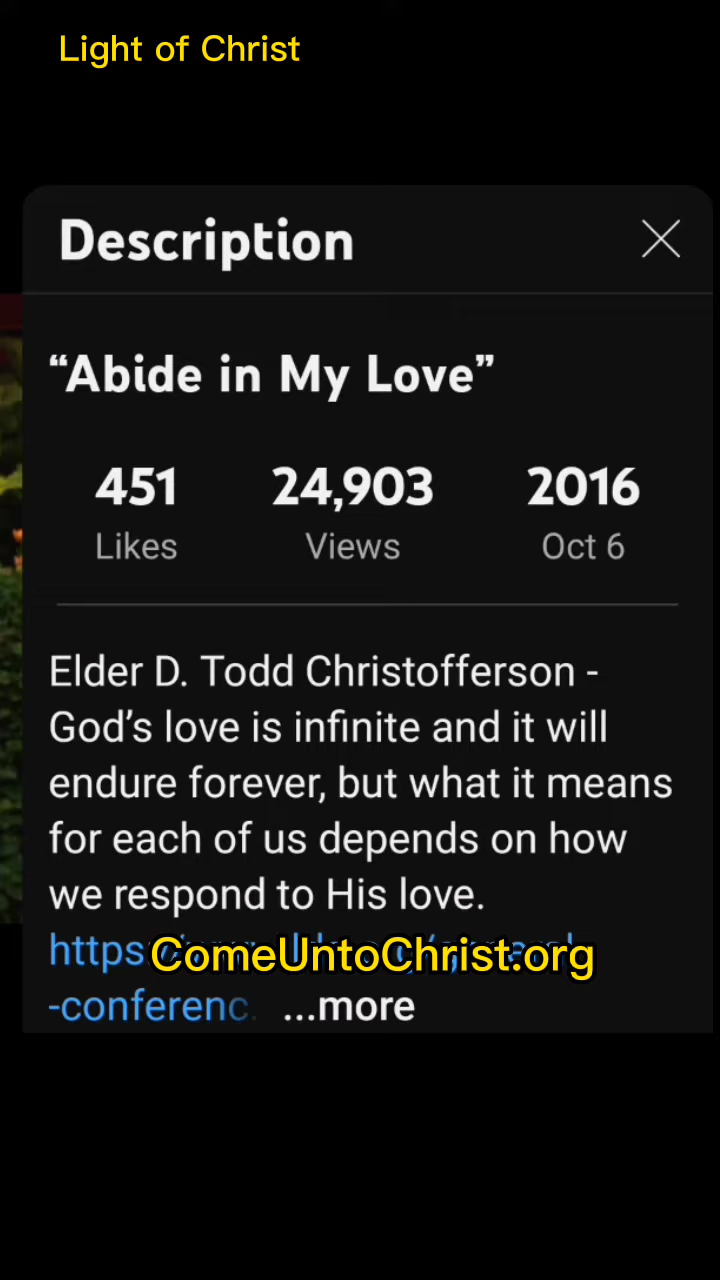 Light of Christ
Description
“Abide in My Love”
451 24,903 2016
Likes Views Oct 6
Elder D. Todd Christofferson -
God’s love is infinite and it will
endure forever, but what it means
for each of us depends on how
we respond to His love.
https
ComeUntoChrist.org
-conferenc. ...more